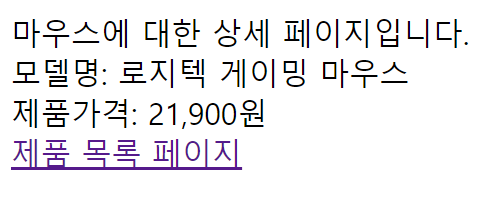 마우스에 대한 상세 페이지입니다.
모델명: 로지텍 게이밍 마우스
제품가격: 21,900원
제품 목록 페이지